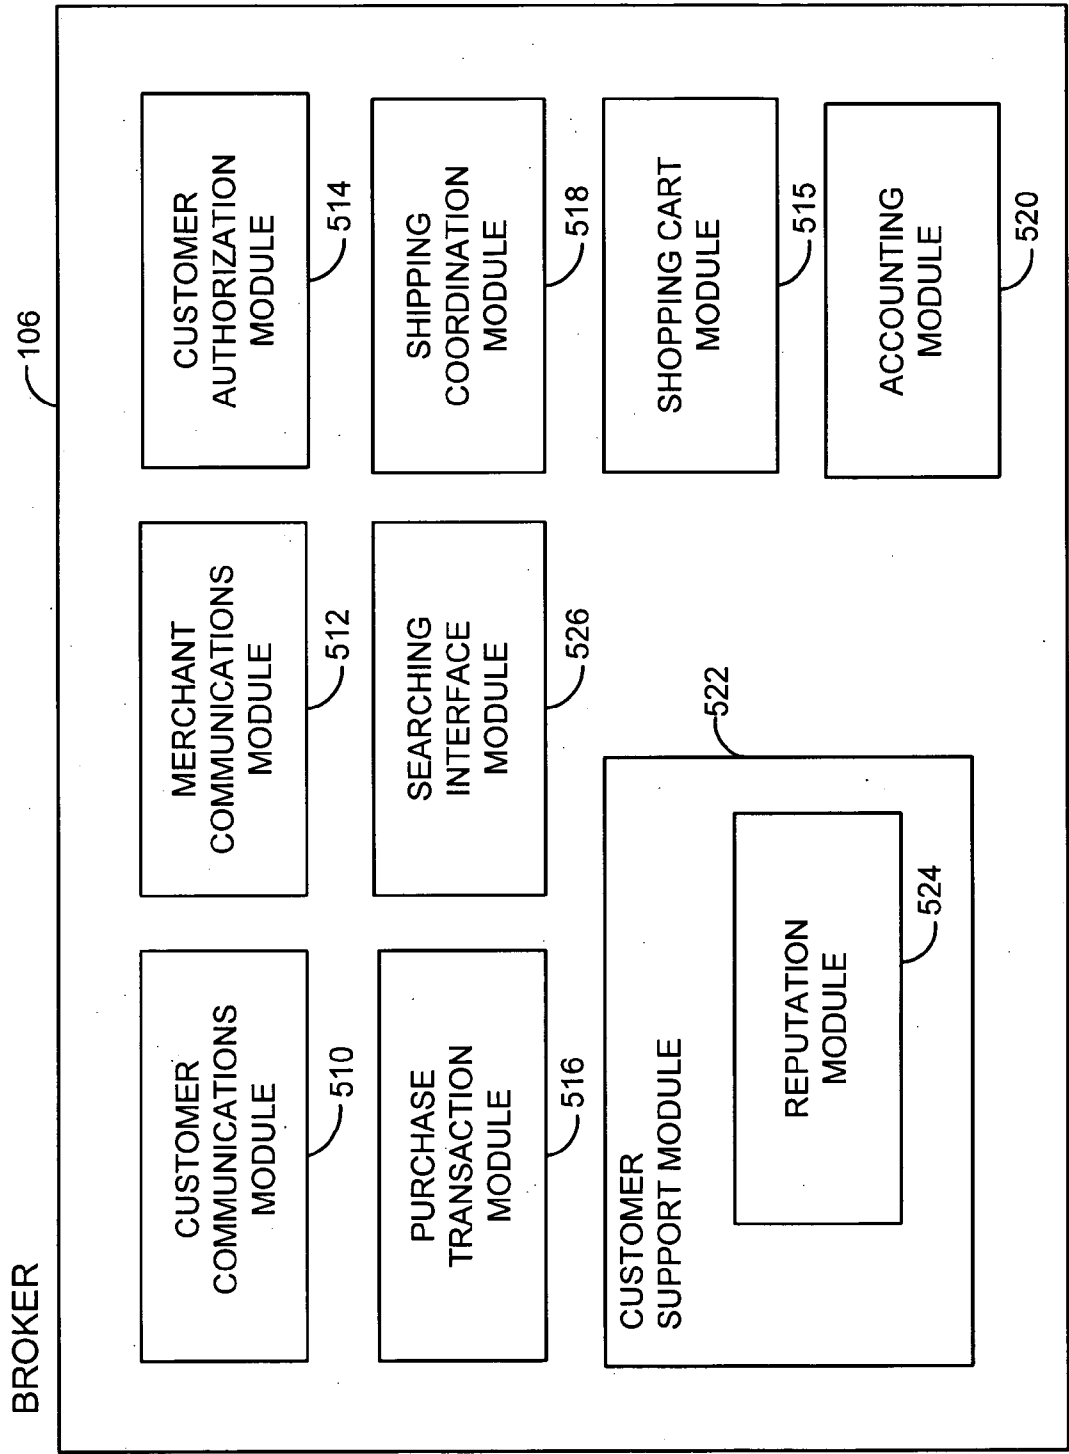 BROKER
106
CUSTOMER
COMMUNICATIONS
MODULE
510
MERCHANT
COMMUNICATIONS
MODULE
512
CUSTOMER
AUTHORIZATION
MODULE
514
PURCHASE
TRANSACTION
MODULE
516
SEARCHING
INTERFACE
MODULE
526
SHIPPING
COORDINATION
MODULE
518
CUSTOMER
SUPPORT MODULE
522
REPUTATION
MODULE
524
SHOPPING CART
MODULE
515
ACCOUNTING
MODULE
520